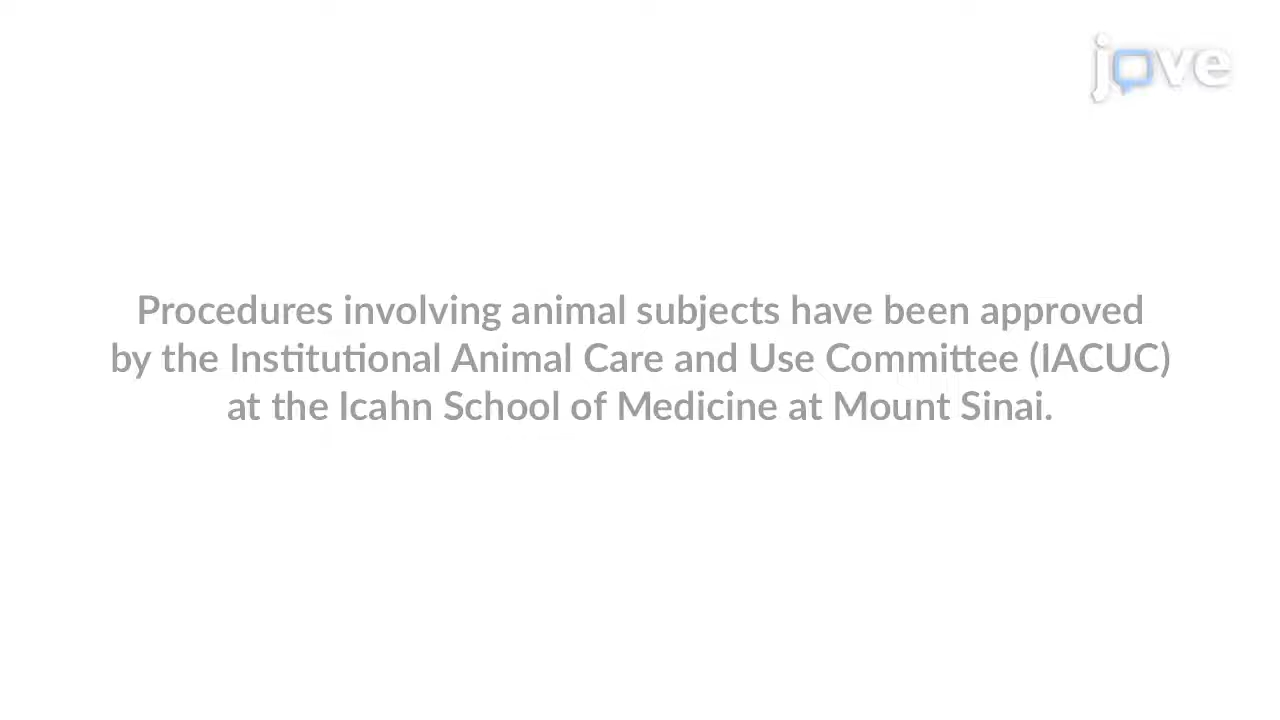 jove
Procedures involving animal subjects have been approved
by the Institutional Animal Care and Use Committee (IACUC)
at the Icahn School of Medicine at Mount Sinai.